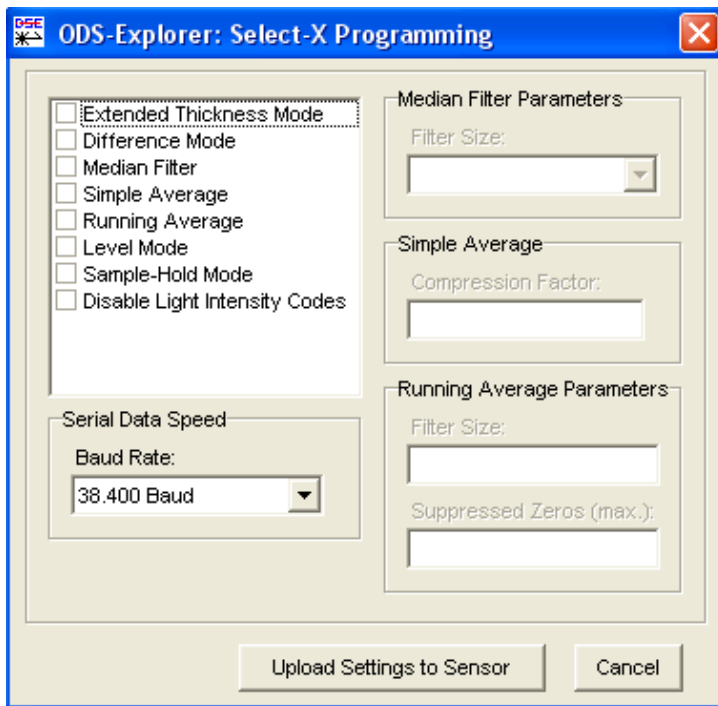 OSE
ODS-Explorer: Select-X Programming
Extended Thickness Mode
Difference Mode
Median Filter
Simple Average
Running Average
Level Mode
Sample-Hold Mode
Disable Light Intensity Codes
Serial Data Speed
Baud Rate:
38.400 Baud
Median Filter Parameters
Filter Size:
Simple Average
Compression Factor:
Running Average Parameters
Filter Size:
Suppressed Zeros (max.):
Upload Settings to Sensor
Cancel